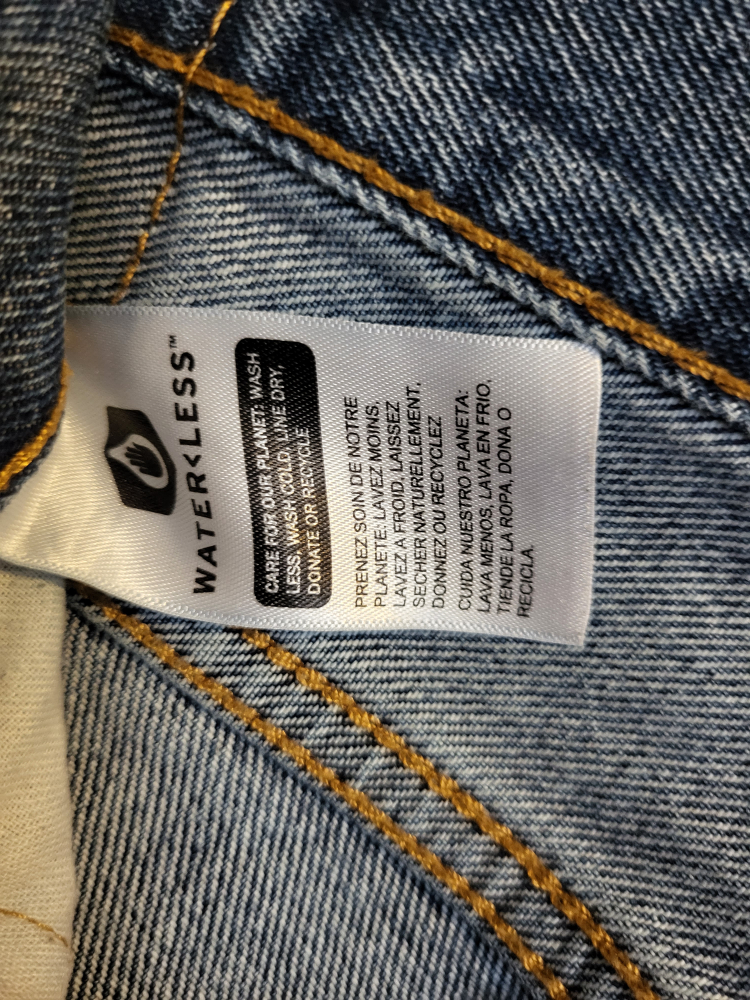 WATER<LESS™
CARE FOR OUR PLANET: WASH
LESS, WASH COLD, LINE DRY,
DONATE OR RECYCLE.
PRENEZ SOIN DE NOTRE
PLANETE: LAVEZ MOINS,
LAVEZ A FROID, LAISSEZ
SECHER NATURELLEMENT,
DONNEZ OU RECYCLEZ
CUIDA NUESTRO PLANETA:
LAVA MENOS, LAVA EN FRIO,
TIENDE LA ROPA, DONA O
RECICLA.